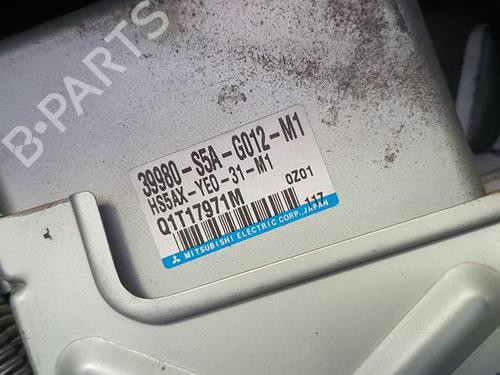 B-PARTS
39980-S5A-G012-M1
HS5AX-YE0-31-M1
0Z01
Q1T17971M
117
MITSUBISHI ELECTRIC CORP., JAPAN